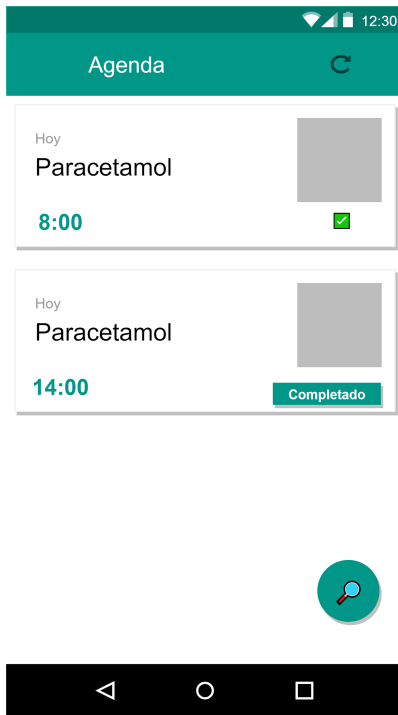 12:30
Agenda
Hoy
Paracetamol
8:00
Hoy
Paracetamol
14:00
Completado